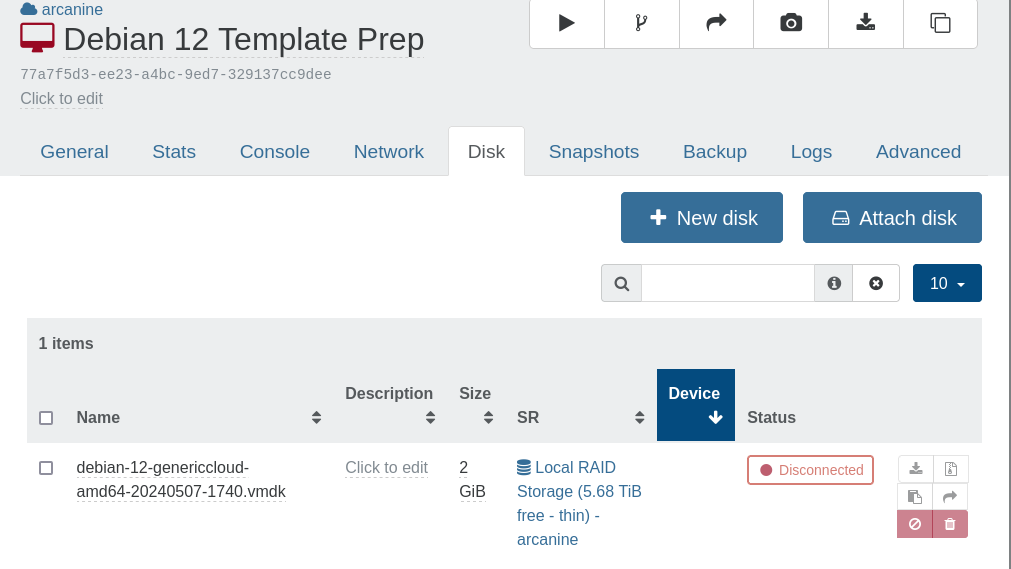 arcanine
Debian 12 Template Prep
77a7f5d3-ee23-a4bc-9ed7-329137cc9dee
Click to edit
General Stats Console Network Disk Snapshots Backup Logs Advanced
New disk Attach disk
10
1 items
Name Description Size SR Device Status
debian-12-genericcloud-
amd64-20240507-1740.vmdk
Click to edit
2
GiB
Local RAID
Storage (5.68 TiB
free - thin) -
arcanine
Disconnected